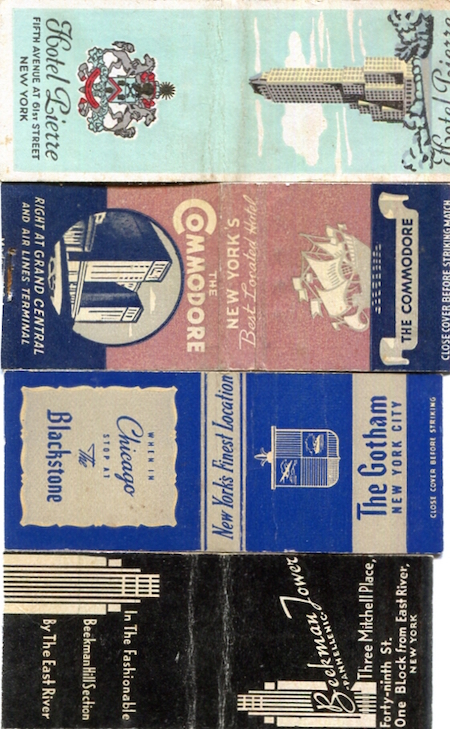 Hotel Pierre
FIFTH AVENUE AT 61ST STREET
NEW YORK
Hotel Pierre
RIGHT AT GRAND CENTRAL
AND AIR LINES TERMINAL
THE
COMMODORE
NEW YORK'S
Best Located Hotel
THE COMMODORE
CLOSE COVER BEFORE STRIKING MATCH
WHEN IN
Chicago
STOP AT
The
Blackstone
New York's Finest Location
The Gotham
NEW YORK CITY
CLOSE COVER BEFORE STRIKING
In The Fashionable
Beekman Hill Section
By The East River
Beekman Tower
-PANHELLENIC-
Three Mitchell Place,
Forty-ninth St.
One BLock from East River,
NEW YORK